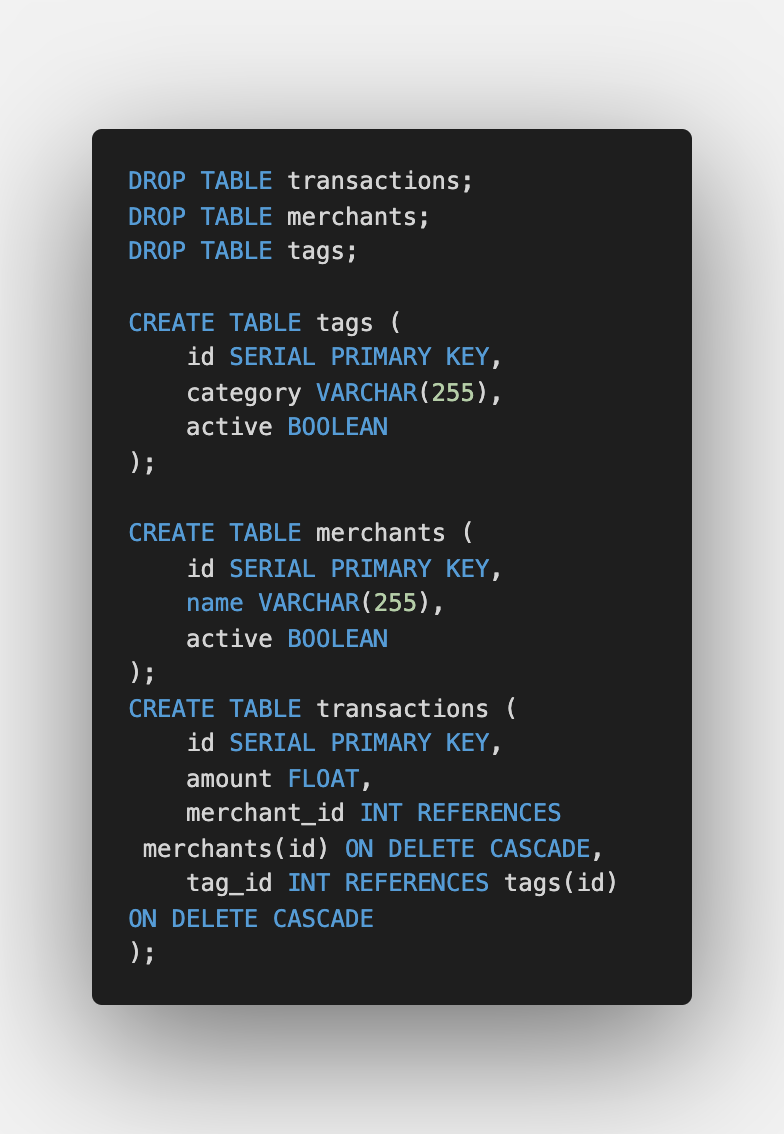 DROP TABLE transactions;
DROP TABLE merchants;
DROP TABLE tags;

CREATE TABLE tags (
    id SERIAL PRIMARY KEY,
    category VARCHAR(255),
    active BOOLEAN
);

CREATE TABLE merchants (
    id SERIAL PRIMARY KEY,
    name VARCHAR(255),
    active BOOLEAN
);
CREATE TABLE transactions (
    id SERIAL PRIMARY KEY,
    amount FLOAT,
    merchant_id INT REFERENCES
 merchants(id) ON DELETE CASCADE,
    tag_id INT REFERENCES tags(id)
ON DELETE CASCADE
);